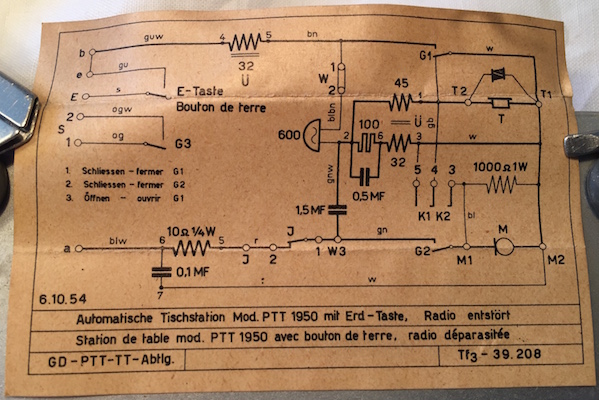 b guw 4 5 bn G1 w
e gu 32 Ü 1 W 2 45 T2 T1
E s E-Taste T
Bouton de terre
2 ogw blbn 600 100 1 Ü gb
S
1 og G3 2 6 32 3 w
1. Schliessen - fermer G1
2. Schliessen - fermer G2
3. Öffnen - ouvrir G1
gnw 0,5 MF 5 4 3 1000Ω 1W
1,5 MF K1 K2 bl
a blw 6 10Ω ¼W 5 J r 2 J 1 W3 gn G2 M1 M M2
0,1 MF
7 w
6.10.54
Automatische Tischstation Mod. PTT 1950 mit Erd-Taste, Radio entstört
Station de table mod. PTT 1950 avec bouton de terre, radio déparasitée
GD-PTT-TT-Abtlg. Tf3-39.208